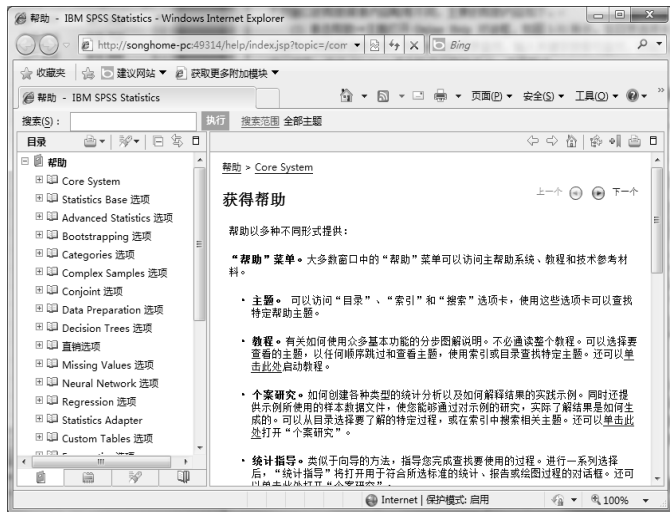 帮助 - IBM SPSS Statistics - Windows Internet Explorer
http://songhome-pc:49314/help/index.jsp?topic=/com
Bing
收藏夹 建议网站 获取更多附加模块
帮助 - IBM SPSS Statistics
页面(P) 安全(S) 工具(O)
搜索(S): 执行 搜索范围 全部主题
目录
帮助
Core System
Statistics Base 选项
Advanced Statistics 选项
Bootstrapping 选项
Categories 选项
Complex Samples 选项
Conjoint 选项
Data Preparation 选项
Decision Trees 选项
直销选项
Missing Values 选项
Neural Network 选项
Regression 选项
Statistics Adapter
Custom Tables 选项
帮助 > Core System
获得帮助
上一个 下一个
帮助以多种不同形式提供:
“帮助”菜单。大多数窗口中的“帮助”菜单可以访问主帮助系统、教程和技术参考材
料。
• 主题。 可以访问“目录”、“索引”和“搜索”选项卡,使用这些选项卡可以查找
特定帮助主题。
• 教程。有关如何使用众多基本功能的分步图解说明。不必通读整个教程。可以选择要
查看的主题,以任何顺序跳过和查看主题,使用索引或目录查找特定主题。还可以单
击此处启动教程。
• 个案研究。如何创建各种类型的统计分析以及如何解释结果的实践示例。同时还提
供示例所使用的样本数据文件,使您能够通过对示例的研究,实际了解结果是如何生
成的。可以从目录选择要了解的特定过程,或在索引中搜索相关主题。还可以单击此
处打开“个案研究”。
• 统计指导。类似于向导的方法,指导您完成查找要使用的过程。进行一系列选择
后,“统计指导”将打开用于符合所选标准的统计、报告或绘图过程的对话框。还可
以单击此处打开“个案研究”。
Internet | 保护模式: 启用
100%